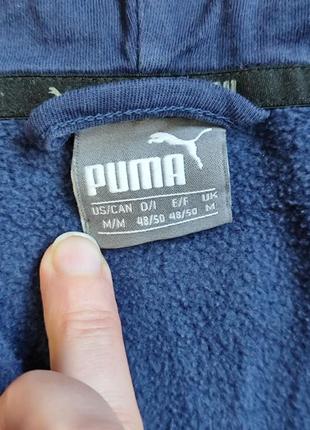 PUMA
US/CAN D/I E/F UK
M/M 48/50 48/50 M